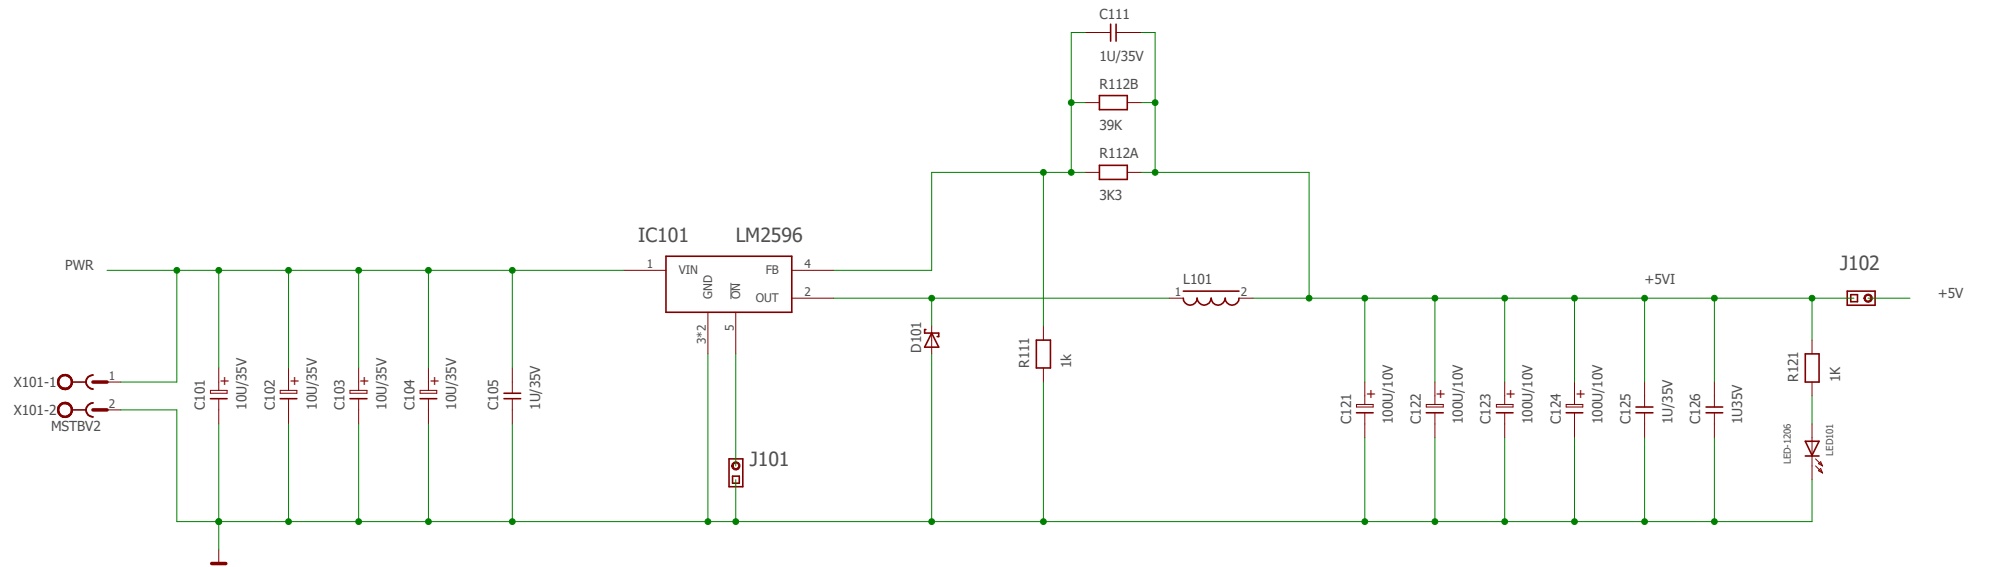 C111
1U/35V
R112B
39K
R112A
3K3
IC101 LM2596
PWR
1 VIN FB 4
GND
ON
OUT 2
3*2
5
L101
1 2
+5VI
J102
+5V
D101
R111
1k
X101-1 1
X101-2 2
MSTBV2
C101
+
10U/35V
C102
+
10U/35V
C103
+
10U/35V
C104
+
10U/35V
C105
1U/35V
J101
C121
+
100U/10V
C122
+
100U/10V
C123
+
100U/10V
C124
+
100U/10V
C125
1U/35V
C126
1U35V
R121
1K
LED-1206
LED101